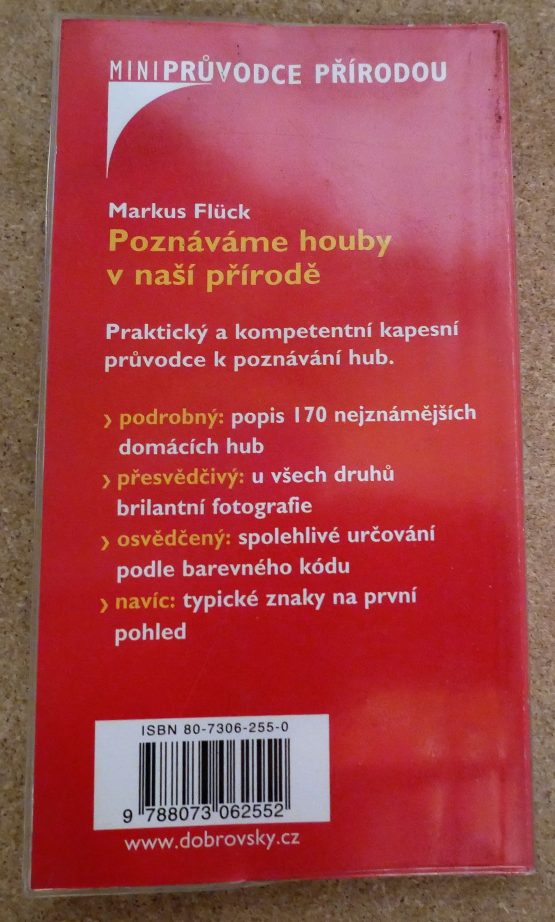 MINIPRŮVODCE PŘÍRODOU
Markus Flück
Poznáváme houby
v naší přírodě
Praktický a kompetentní kapesní
průvodce k poznávání hub.
› podrobný: popis 170 nejznámějších
domácích hub
› přesvědčivý: u všech druhů
brilantní fotografie
› osvědčený: spolehlivé určování
podle barevného kódu
› navíc: typické znaky na první
pohled
ISBN 80-7306-255-0
9 788073 062552
www.dobrovsky.cz